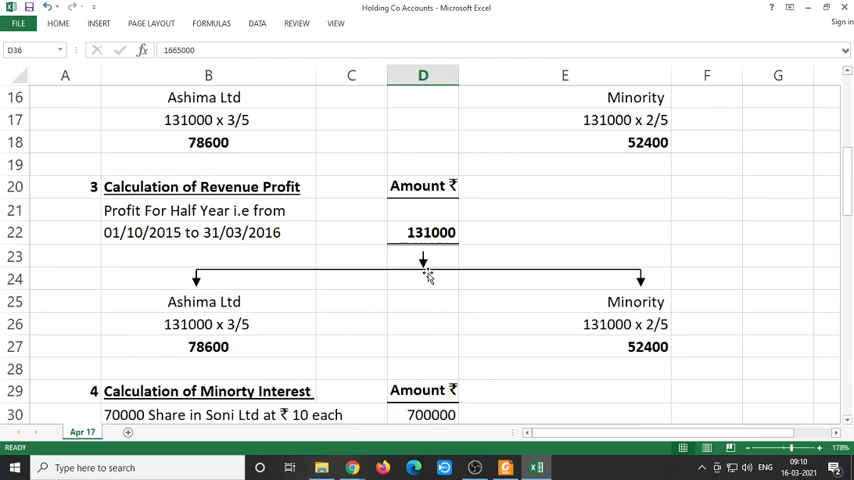 Holding Co Accounts - Microsoft Excel
FILE HOME INSERT PAGE LAYOUT FORMULAS DATA REVIEW VIEW Sign in
D36 fx 1665000
A B C D E F G
16 Ashima Ltd Minority
17 131000 x 3/5 131000 x 2/5
18 78600 52400
19
20 3 Calculation of Revenue Profit Amount ₹
21 Profit For Half Year i.e from
22 01/10/2015 to 31/03/2016 131000
23
24
25 Ashima Ltd Minority
26 131000 x 3/5 131000 x 2/5
27 78600 52400
28
29 4 Calculation of Minorty Interest Amount ₹
30 70000 Share in Soni Ltd at ₹ 10 each 700000
Apr 17
READY 178%
Type here to search ENG 09:10
16-03-2021